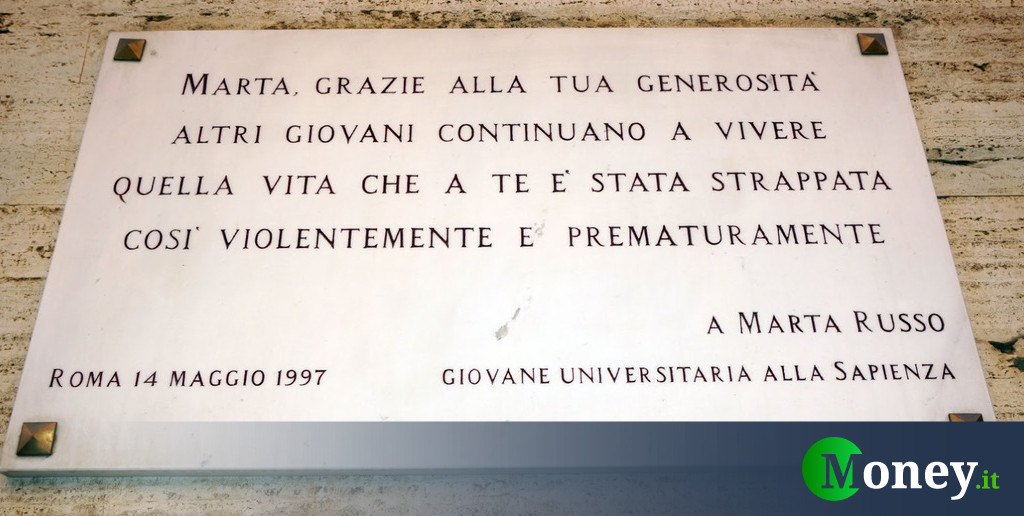 MARTA, GRAZIE ALLA TUA GENEROSITA'
ALTRI GIOVANI CONTINUANO A VIVERE
QUELLA VITA CHE A TE E' STATA STRAPPATA
COSI' VIOLENTEMENTE E PREMATURAMENTE
A MARTA RUSSO
ROMA 14 MAGGIO 1997 GIOVANE UNIVERSITARIA ALLA SAPIENZA
Money.it